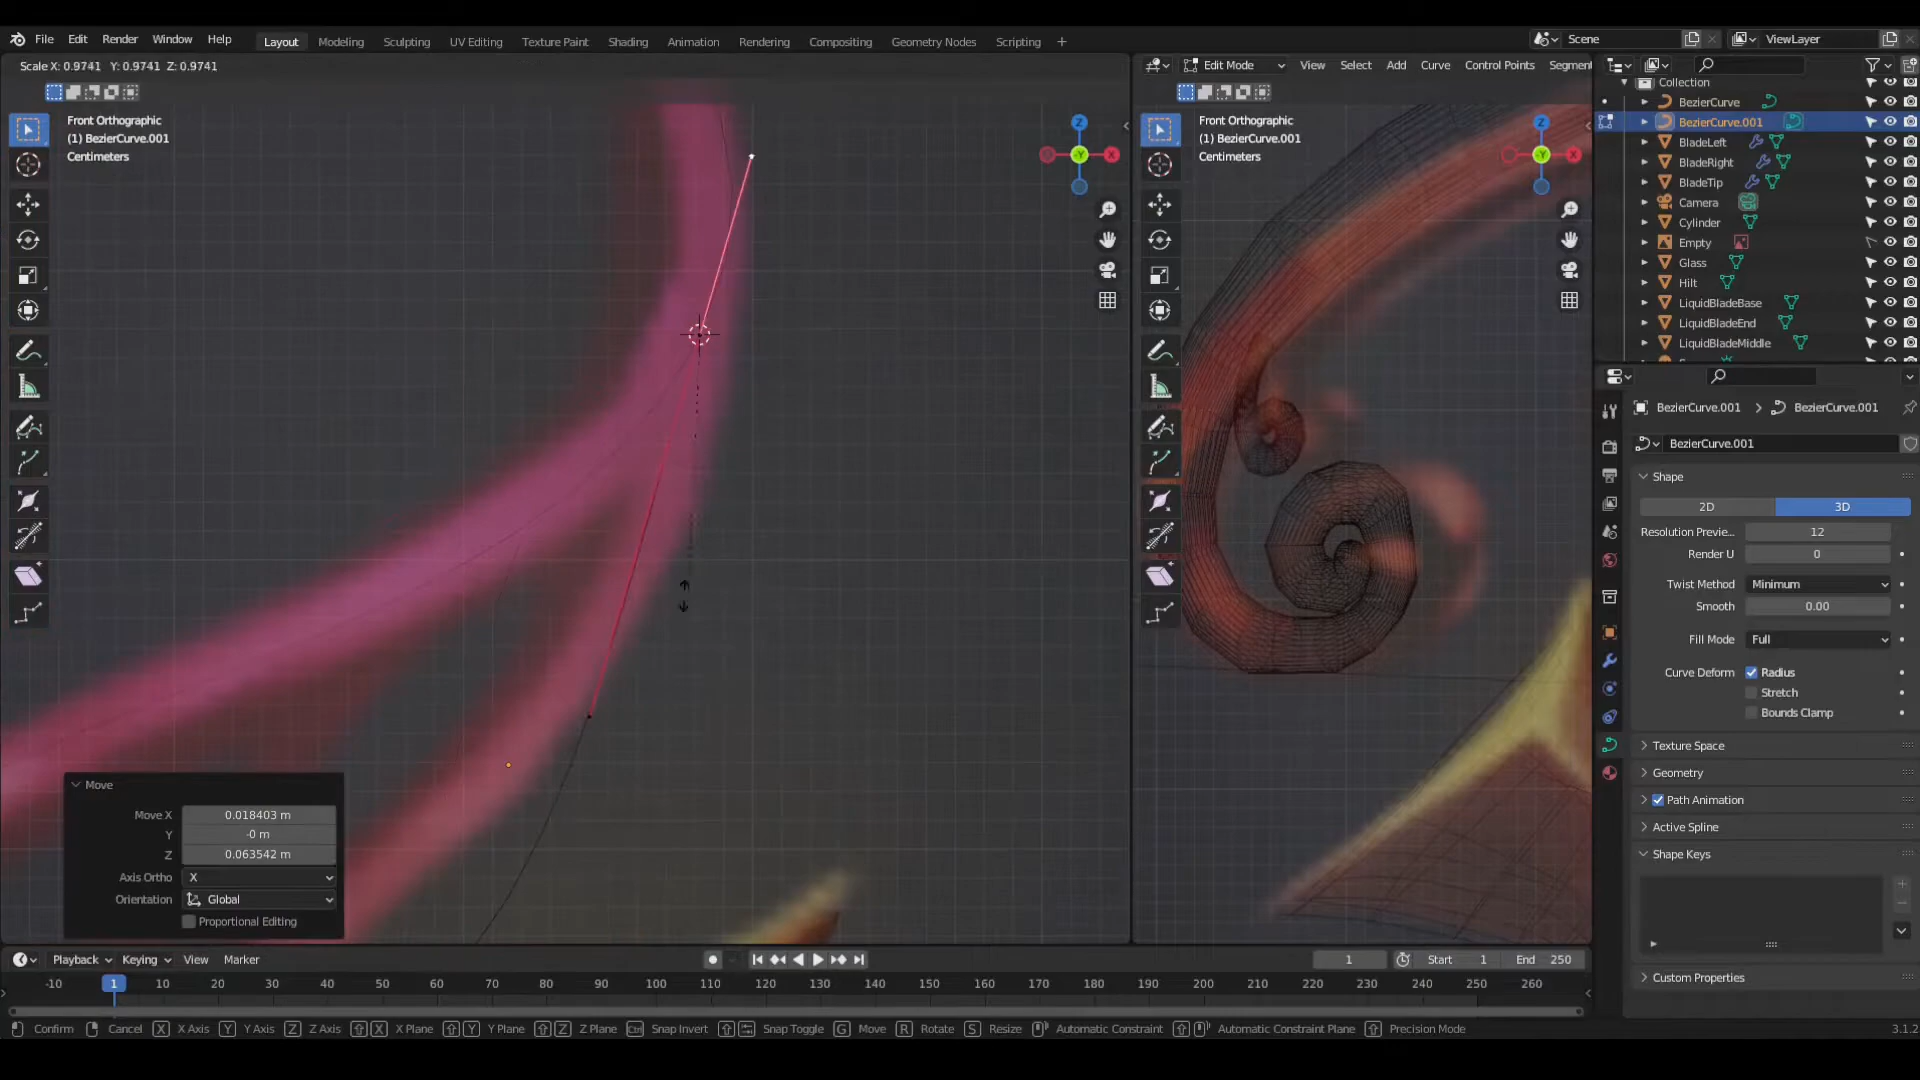 File Edit Render Window Help
Layout Modeling Sculpting UV Editing Texture Paint Shading Animation Rendering Compositing Geometry Nodes Scripting +
Scene
ViewLayer
Scale X: 0.9741 Y: 0.9741 Z: 0.9741
Edit Mode View Select Add Curve Control Points Segment
Front Orthographic
(1) BezierCurve.001
Centimeters
Z
Y
X
Front Orthographic
(1) BezierCurve.001
Centimeters
Z
Y
X
Collection
BezierCurve
BezierCurve.001
BladeLeft
BladeRight
BladeTip
Camera
Cylinder
Empty
Glass
Hilt
LiquidBladeBase
LiquidBladeEnd
LiquidBladeMiddle
BezierCurve.001 > BezierCurve.001
BezierCurve.001
Shape
2D 3D
Resolution Previe... 12
Render U 0
Twist Method Minimum
Smooth 0.00
Fill Mode Full
Curve Deform Radius
Stretch
Bounds Clamp
Texture Space
Geometry
Path Animation
Active Spline
Shape Keys
Custom Properties
Move
Move X 0.018403 m
Y -0 m
Z 0.063542 m
Axis Ortho X
Orientation Global
Proportional Editing
Playback Keying View Marker
1 Start 1 End 250
-10 1 10 20 30 40 50 60 70 80 90 100 110 120 130 140 150 160 170 180 190 200 210 220 230 240 250 260
Confirm Cancel X X Axis Y Y Axis Z Z Axis X X Plane Y Y Plane Z Z Plane Ctrl Snap Invert Snap Toggle G Move R Rotate S Resize Automatic Constraint Automatic Constraint Plane Precision Mode
3.1.2